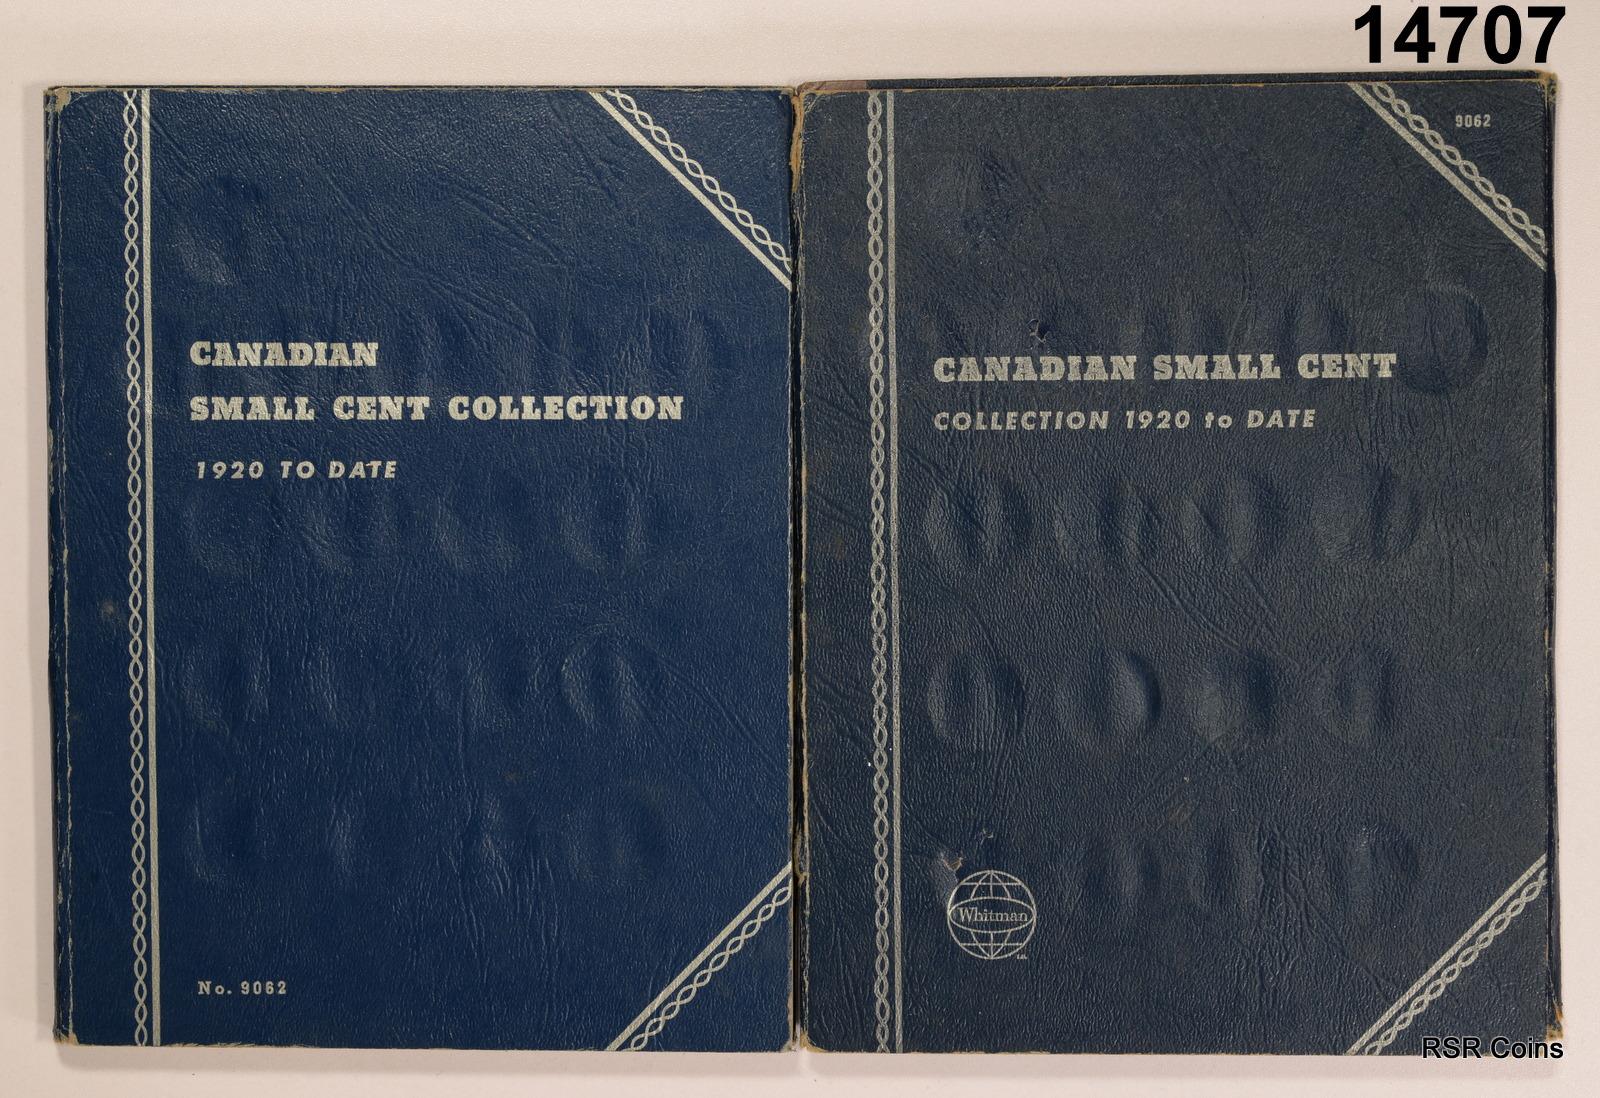 14707
CANADIAN
SMALL CENT COLLECTION
1920 TO DATE
No. 9062
9062
CANADIAN SMALL CENT
COLLECTION 1920 to DATE
Whitman
RSR Coins